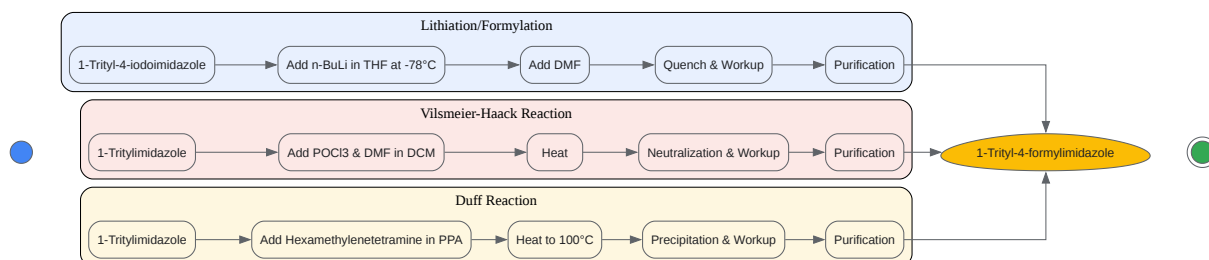 Lithiation/Formylation
1-Trityl-4-iodoimidazole
Add n-BuLi in THF at -78°C
Add DMF
Quench & Workup
Purification
Vilsmeier-Haack Reaction
1-Tritylimidazole
Add POCl3 & DMF in DCM
Heat
Neutralization & Workup
Purification
1-Trityl-4-formylimidazole
Duff Reaction
1-Tritylimidazole
Add Hexamethylenetetramine in PPA
Heat to 100°C
Precipitation & Workup
Purification